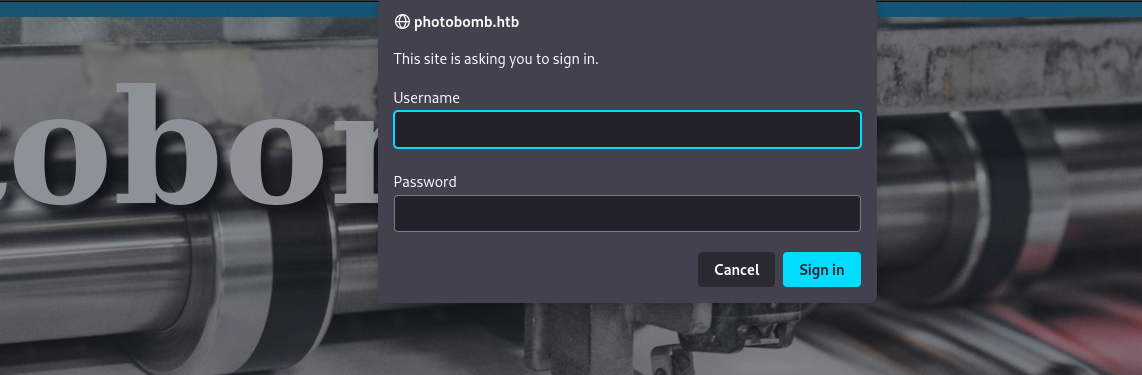 photobomb.htb
This site is asking you to sign in.
Username
tobom
Password
Cancel Sign in